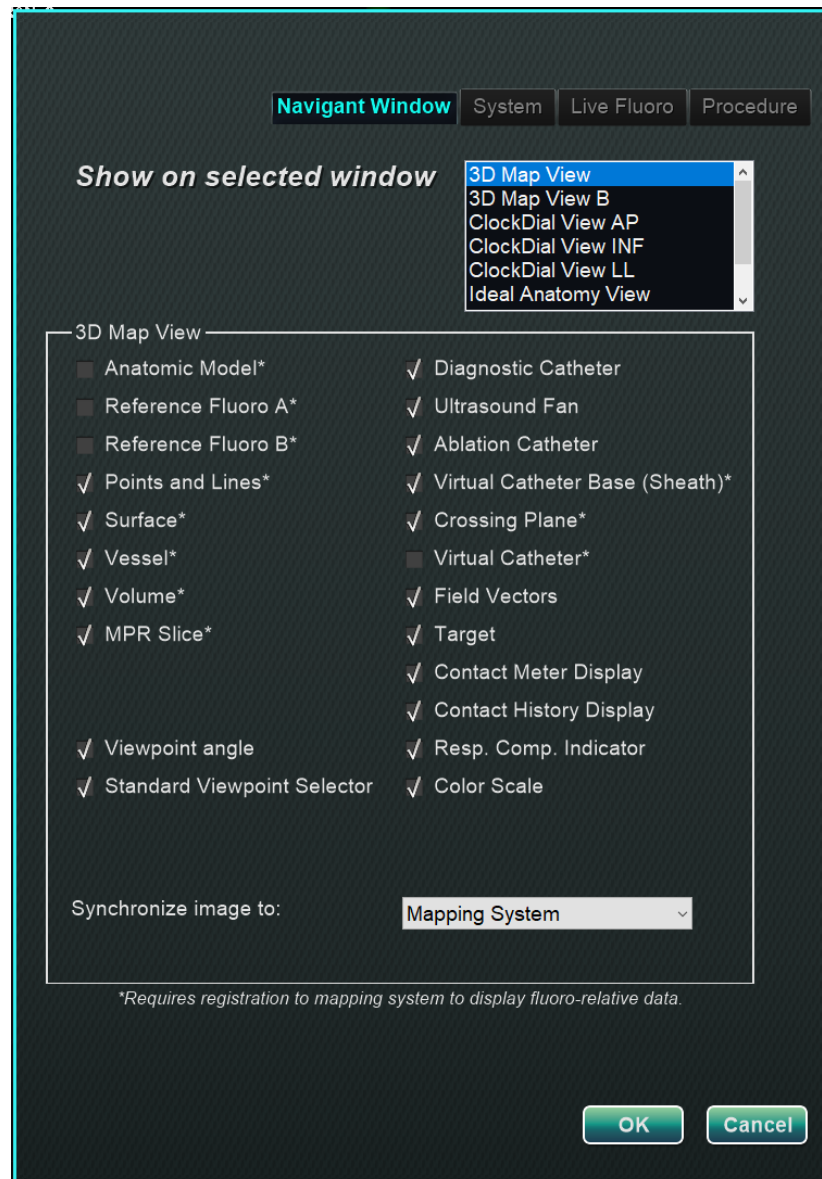 Navigant Window System Live Fluoro Procedure
Show on selected window
3D Map View
3D Map View B
ClockDial View AP
ClockDial View INF
ClockDial View LL
Ideal Anatomy View
3D Map View
Anatomic Model*
Reference Fluoro A*
Reference Fluoro B*
Points and Lines*
Surface*
Vessel*
Volume*
MPR Slice*
Viewpoint angle
Standard Viewpoint Selector
Diagnostic Catheter
Ultrasound Fan
Ablation Catheter
Virtual Catheter Base (Sheath)*
Crossing Plane*
Virtual Catheter*
Field Vectors
Target
Contact Meter Display
Contact History Display
Resp. Comp. Indicator
Color Scale
Synchronize image to: Mapping System
*Requires registration to mapping system to display fluoro-relative data.
OK Cancel